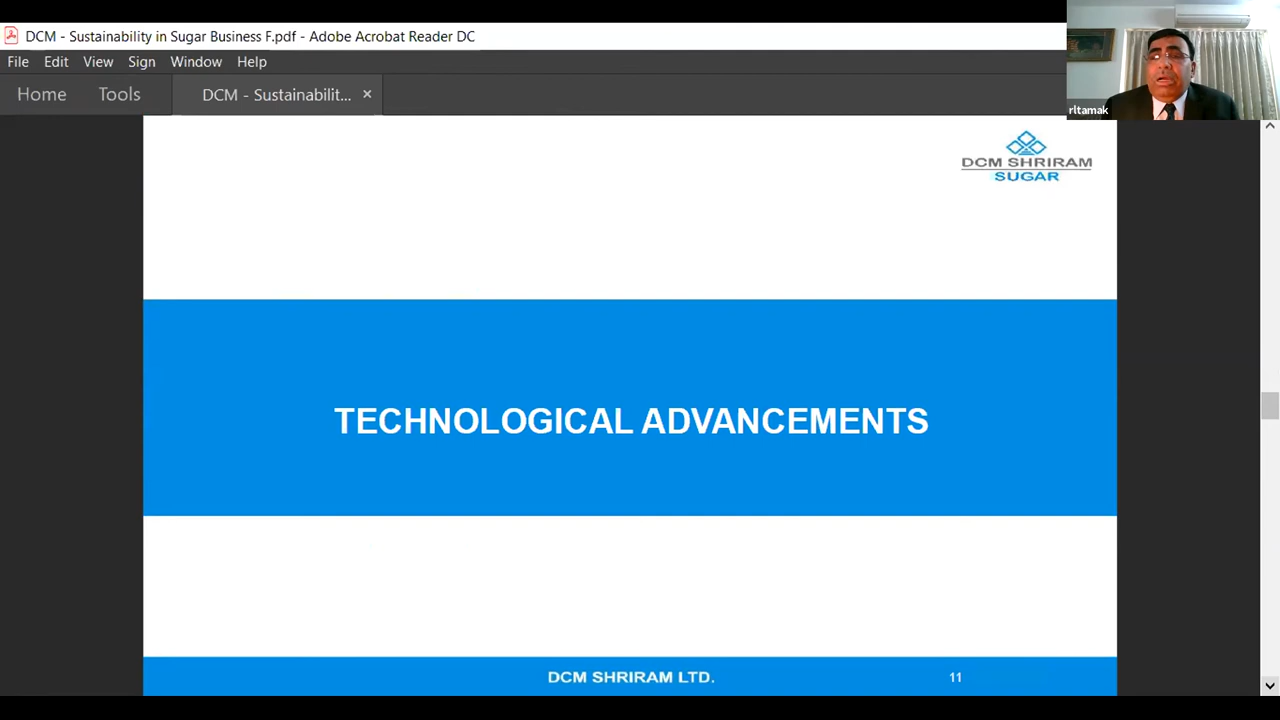 DCM - Sustainability in Sugar Business F.pdf - Adobe Acrobat Reader DC
File Edit View Sign Window Help
Home Tools DCM - Sustainabilit... ×
rltamak
DCM SHRIRAM
SUGAR
TECHNOLOGICAL ADVANCEMENTS
DCM SHRIRAM LTD. 11